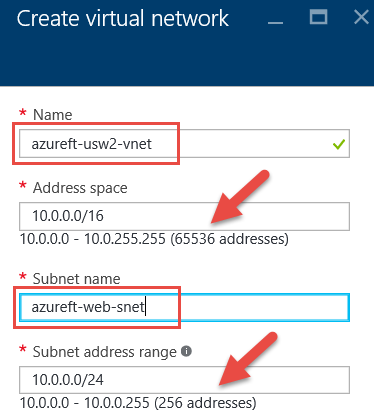 Create virtual network
* Name
azureft-usw2-vnet
* Address space
10.0.0.0/16
10.0.0.0 - 10.0.255.255 (65536 addresses)
* Subnet name
azureft-web-snet
* Subnet address range
10.0.0.0/24
10.0.0.0 - 10.0.0.255 (256 addresses)